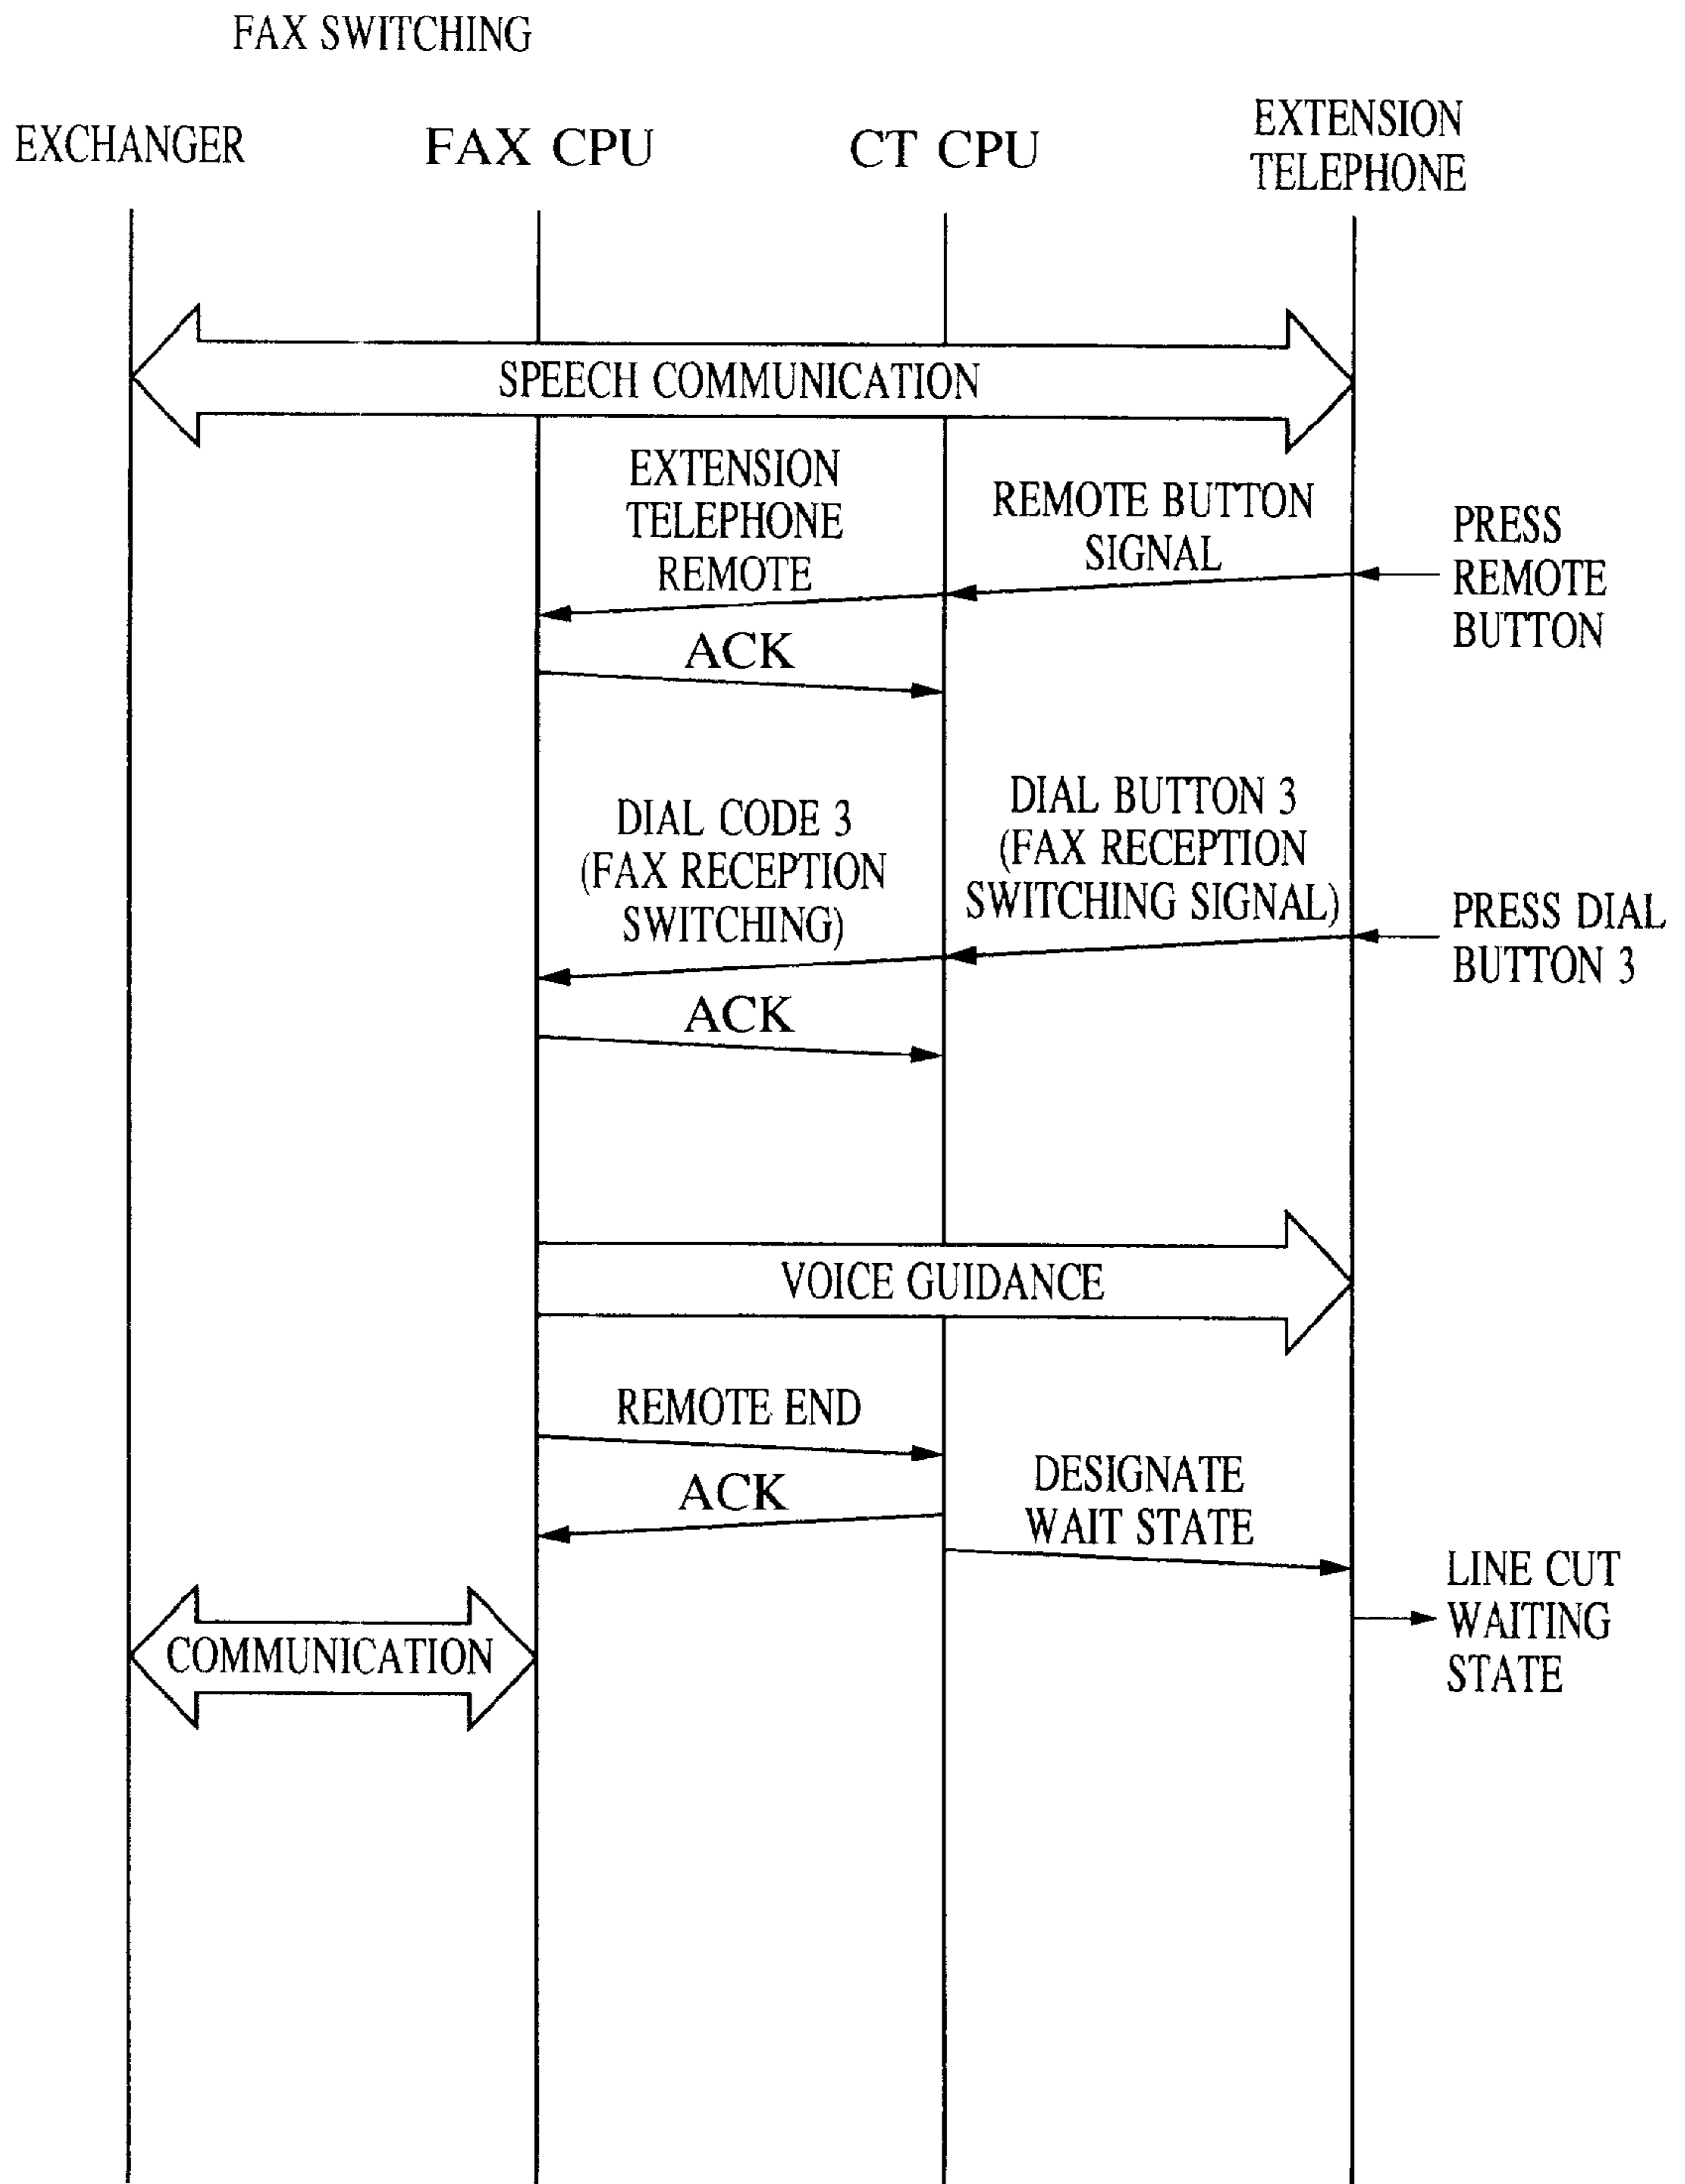 FAX SWITCHING
EXCHANGER
FAX CPU
CT CPU
EXTENSION
TELEPHONE
SPEECH COMMUNICATION
EXTENSION
TELEPHONE
REMOTE
REMOTE BUTTON
SIGNAL
PRESS
REMOTE
BUTTON
ACK
DIAL CODE 3
(FAX RECEPTION
SWITCHING)
DIAL BUTTON 3
(FAX RECEPTION
SWITCHING SIGNAL)
PRESS DIAL
BUTTON 3
ACK
VOICE GUIDANCE
REMOTE END
ACK
DESIGNATE
WAIT STATE
LINE CUT
WAITING
STATE
COMMUNICATION